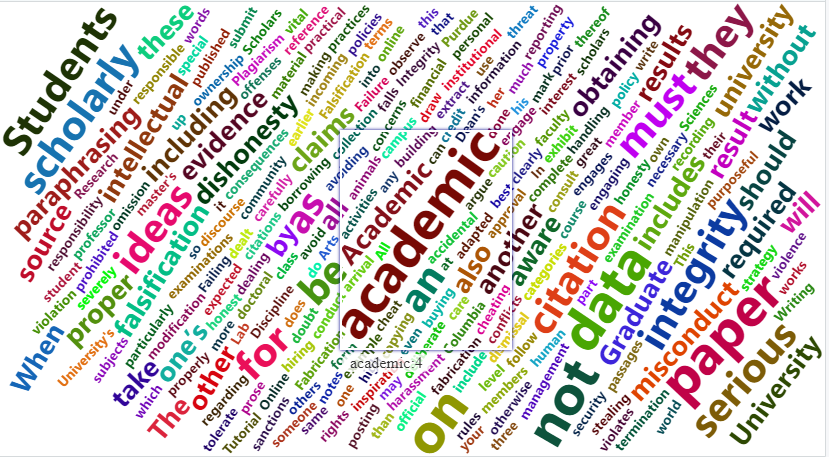 Students
scholarly
these
words
under
responsible
special
published
submit
Scholars
vital
reference
practical
practices
paraphrasing
intellectual
up
ownership
Plagiarism
offenses
material
making
policies
terms
this
that
Research
including
evidence
earlier
incoming
Falsification
into
online
observe
Purdue
personal
threat
reporting
thereof
source
responsibility
omission
master's
dishonesty
claims
Failure
falls
Integrity
financial
institutional
use
information
much
property
obtaining
they
university
student
professor
prohibited
ideas
it
consequences
community
collection
concerns
campus
draw
extract
edit
Dean's
her
his
mark
prior
interest
scholars
policy
write
results
must
without
violation
severely
proper
falsification
so
discourse
carefully
borrowing
avoiding
animals
any
building
can
engage
faculty
exhibit
handling
member
sciences
work
When
University's
subjects
particularly
examinations
dealt
citations
byas
all
activities
Academic
academic
argue
best
clearly
In
complete
great
engages
engaging
honesty
own
necessary
according
their
result
modification
Failing
expected
honest
dealing
class
avoid
Arts
do
be
arrival
All
an
at
accidental
adapted
approval
another
aware
consult
course
categories
citation
examination
includes
manipulation
This
purposeful
should
take
which
one's
property
more
Lab
doctoral
Discipline
does
doubt
conduct
cheat
copying
also
care
buying
even
Columbia
cheating
conflicts
part
data
Graduate
integrity
required
will
The
other
regarding
for
hiring
Fabrication
others
notes
same
one
inspiration
may
harassment
official
than
fabrication
include
level
follow
members
human
management
not
misconduct
strategy
violence
works
Writing
tolerate
prose
Tutorial
Online
sanctions
someone
rights
posting
on
rules
your
otherwise
three
security
passages
stealing
violates
termination
world
paper
serious
University
academic:4